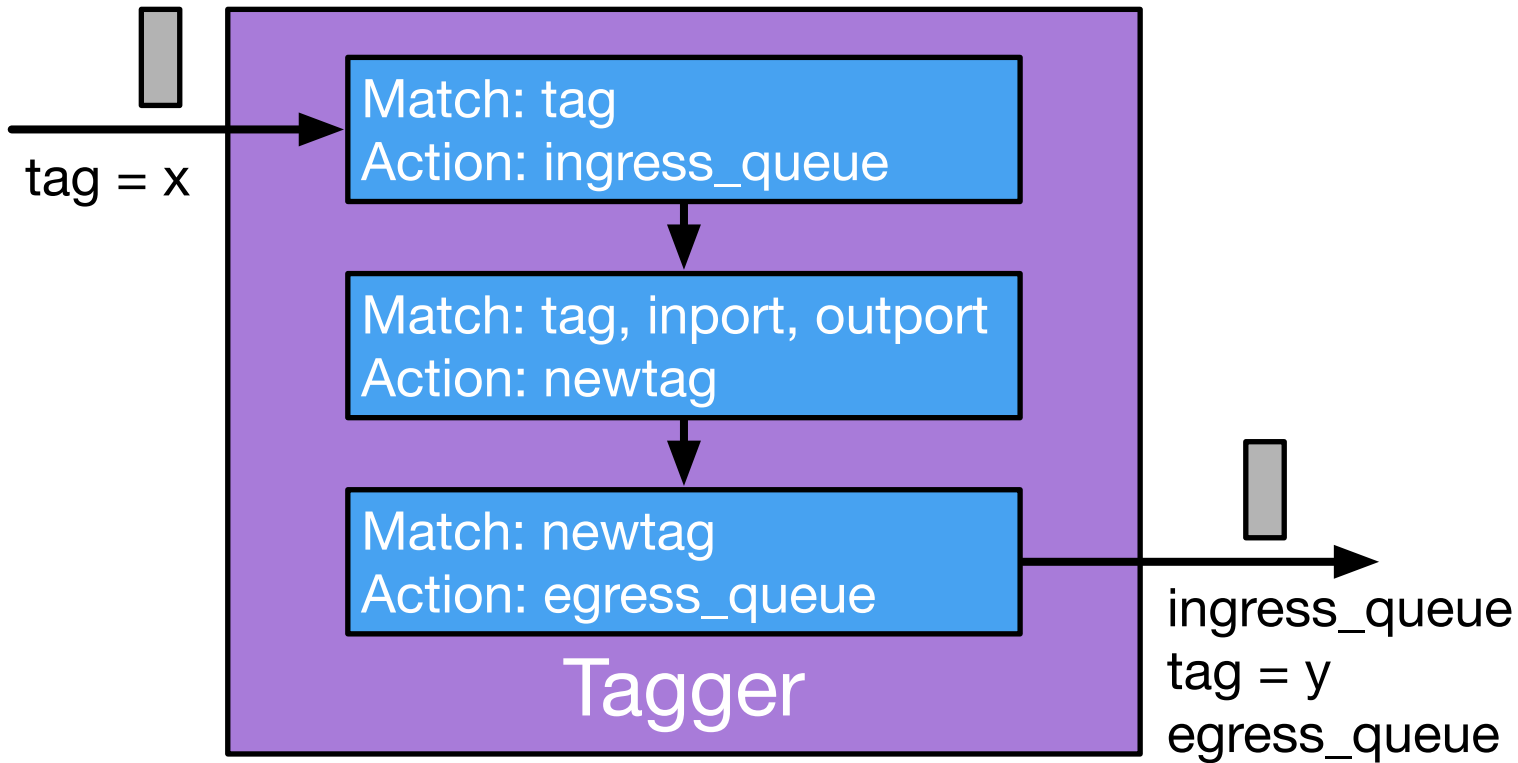 tag = x
Match: tag
Action: ingress_queue
Match: tag, inport, outport
Action: newtag
Match: newtag
Action: egress_queue
Tagger
ingress_queue
tag = y
egress_queue